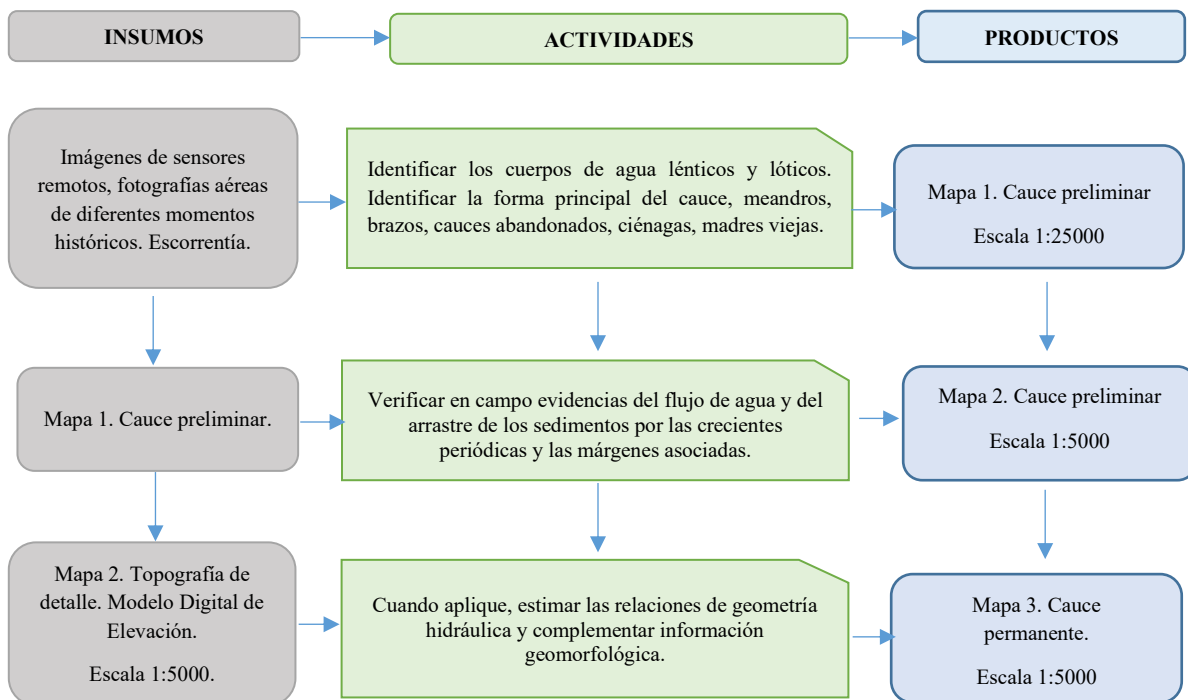 INSUMOS
ACTIVIDADES
PRODUCTOS
Imágenes de sensores
remotos, fotografías aéreas
de diferentes momentos
históricos. Escorrentía.
Identificar los cuerpos de agua lénticos y lóticos.
Identificar la forma principal del cauce, meandros,
brazos, cauces abandonados, ciénagas, madres viejas.
Mapa 1. Cauce preliminar
Escala 1:25000
Mapa 1. Cauce preliminar.
Verificar en campo evidencias del flujo de agua y del
arrastre de los sedimentos por las crecientes
periódicas y las márgenes asociadas.
Mapa 2. Cauce preliminar
Escala 1:5000
Mapa 2. Topografía de
detalle. Modelo Digital de
Elevación.
Escala 1:5000.
Cuando aplique, estimar las relaciones de geometría
hidráulica y complementar información
geomorfológica.
Mapa 3. Cauce
permanente.
Escala 1:5000